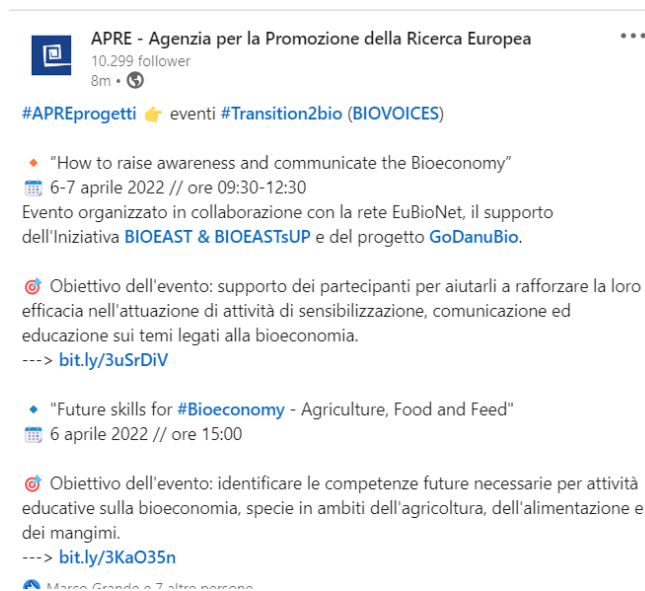 APRE - Agenzia per la Promozione della Ricerca Europea
10.299 follower
8m •
#APREprogetti 👉 eventi #Transition2bio (BIOVOICES)
🔸 “How to raise awareness and communicate the Bioeconomy”
🗓 6-7 aprile 2022 // ore 09:30-12:30
Evento organizzato in collaborazione con la rete EuBioNet, il supporto
dell'Iniziativa BIOEAST & BIOEASTsUP e del progetto GoDanuBio.
🎯 Obiettivo dell'evento: supporto dei partecipanti per aiutarli a rafforzare la loro
efficacia nell'attuazione di attività di sensibilizzazione, comunicazione ed
educazione sui temi legati alla bioeconomia.
---> bit.ly/3uSrDiV
🔹 "Future skills for #Bioeconomy - Agriculture, Food and Feed"
🗓 6 aprile 2022 // ore 15:00
🎯 Obiettivo dell'evento: identificare le competenze future necessarie per attività
educative sulla bioeconomia, specie in ambiti dell'agricoltura, dell'alimentazione e
dei mangimi.
---> bit.ly/3KaO35n
Marco Grande e 7 altre persone